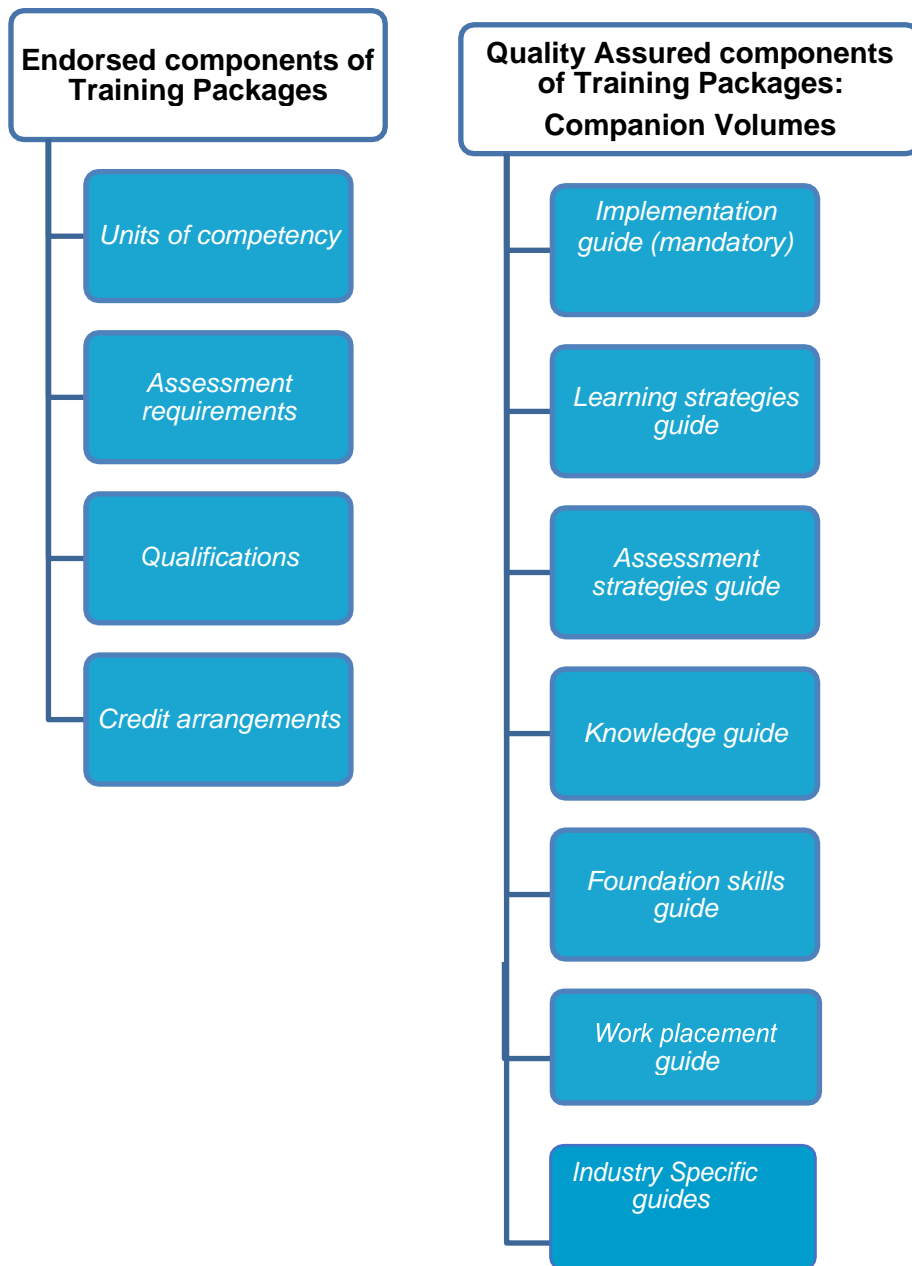 Endorsed components of
Training Packages
Units of competency
Assessment
requirements
Qualifications
Credit arrangements
Quality Assured components
of Training Packages:
Companion Volumes
Implementation
guide (mandatory)
Learning strategies
guide
Assessment
strategies guide
Knowledge guide
Foundation skills
guide
Work placement
guide
Industry Specific
guides